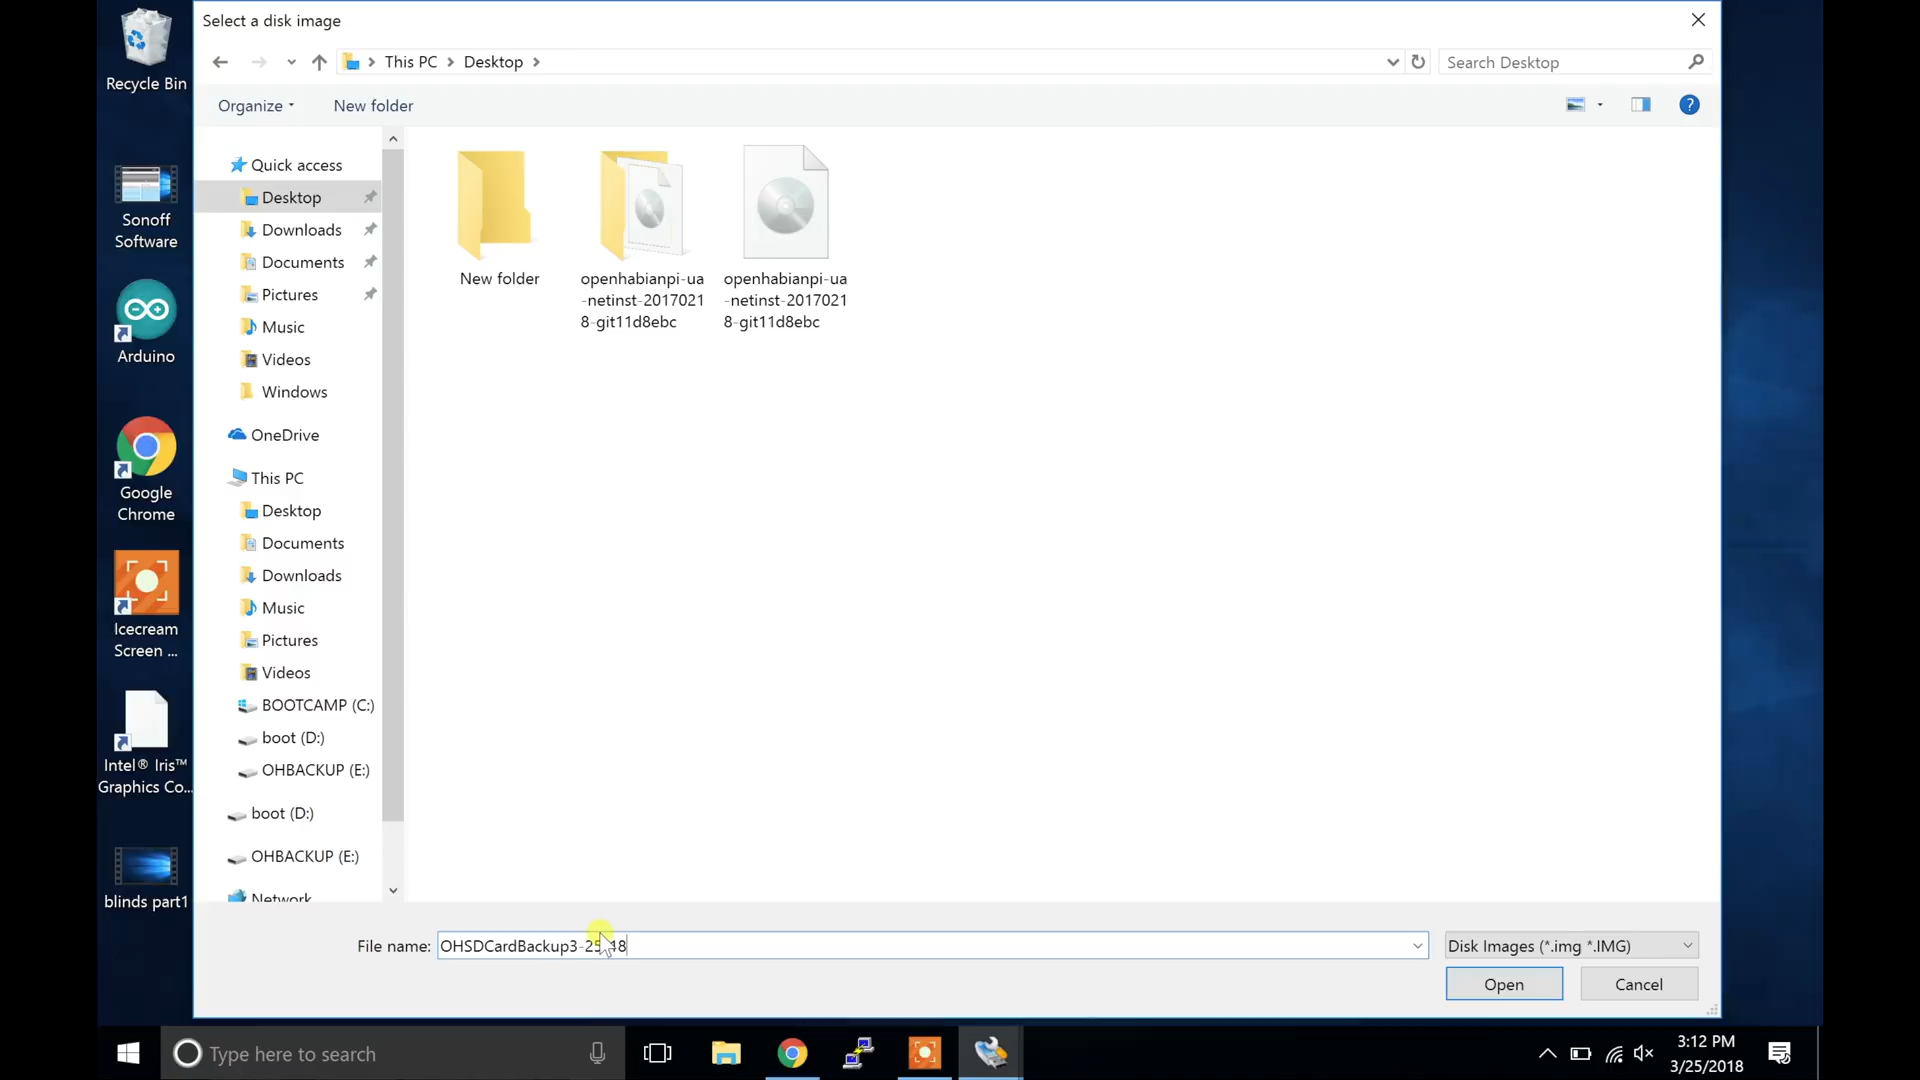 Select a disk image
This PC
Desktop
Search Desktop
Organize
New folder
?
Recycle Bin
Sonoff
Software
Arduino
Google
Chrome
Icecream
Screen ...
Intel® Iris™
Graphics Co...
blinds part1
Quick access
Desktop
Downloads
Documents
Pictures
Music
Videos
Windows
OneDrive
This PC
Desktop
Documents
Downloads
Music
Pictures
Videos
BOOTCAMP (C:)
boot (D:)
OHBACKUP (E:)
boot (D:)
OHBACKUP (E:)
Network
New folder
openhabianpi-ua
-netinst-2017021
8-git11d8ebc
openhabianpi-ua
-netinst-2017021
8-git11d8ebc
File name:
OHSDCardBackup3-25-18
Disk Images (*.img *.IMG)
Open
Cancel
Type here to search
3:12 PM
3/25/2018